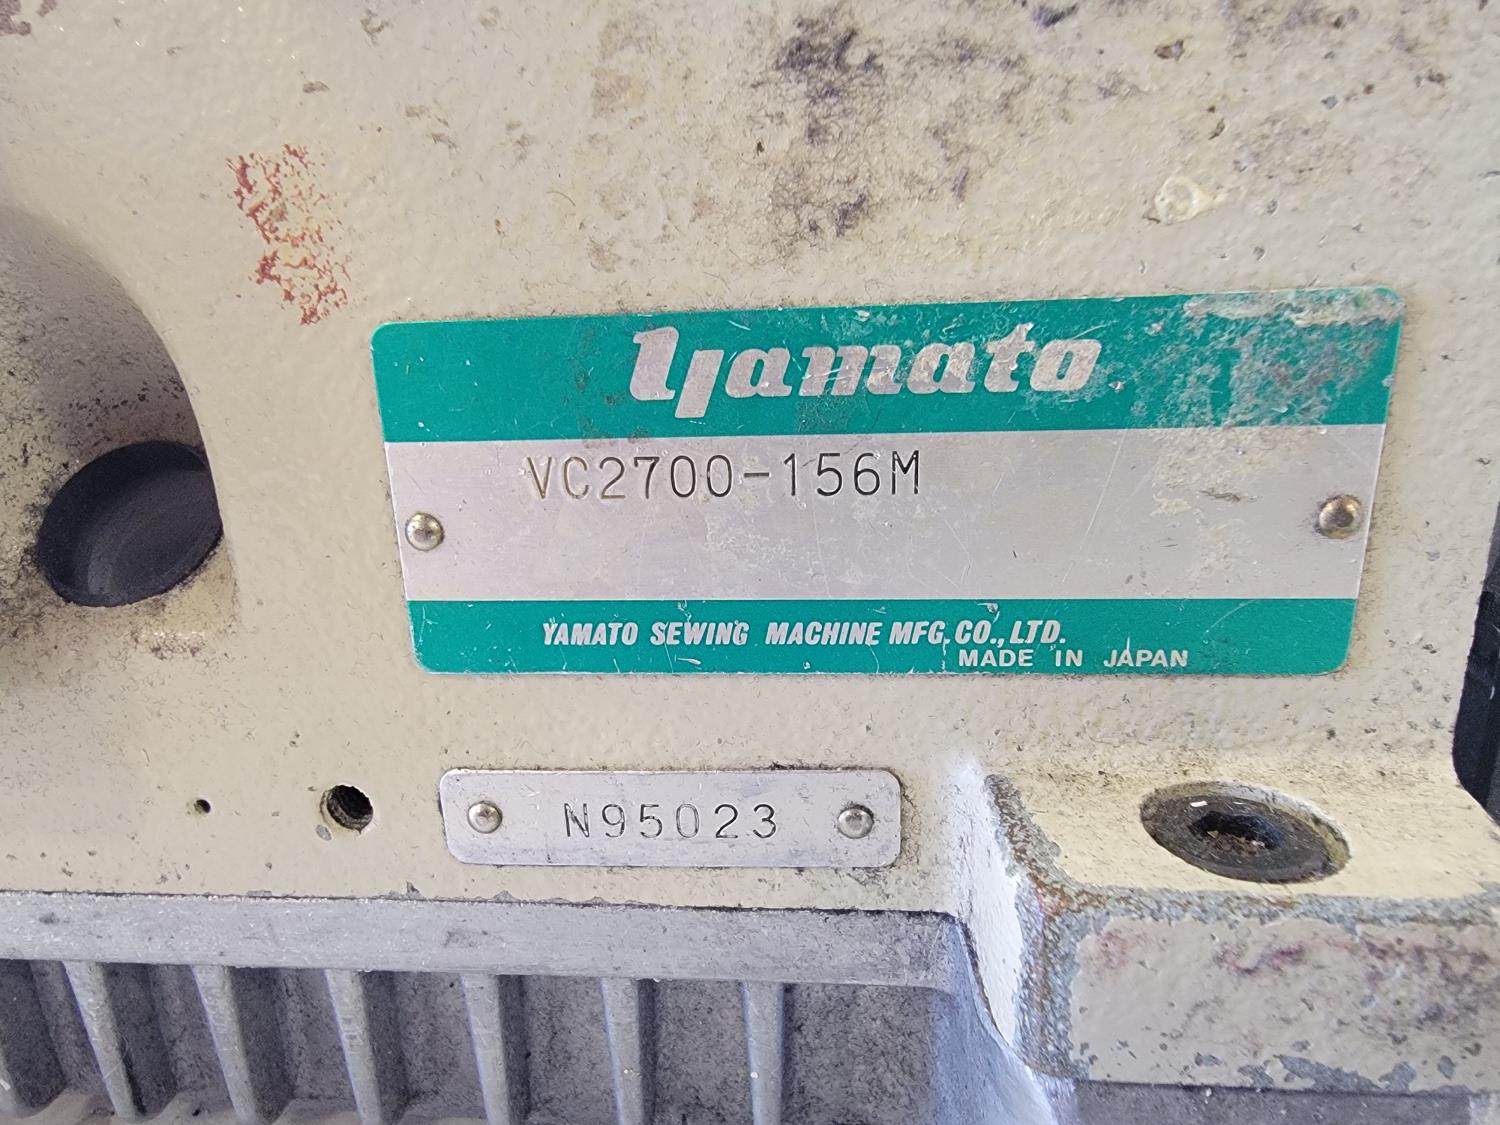 yamato
VC2700-156M
YAMATO SEWING MACHINE MFG. CO., LTD.
MADE IN JAPAN
N95023